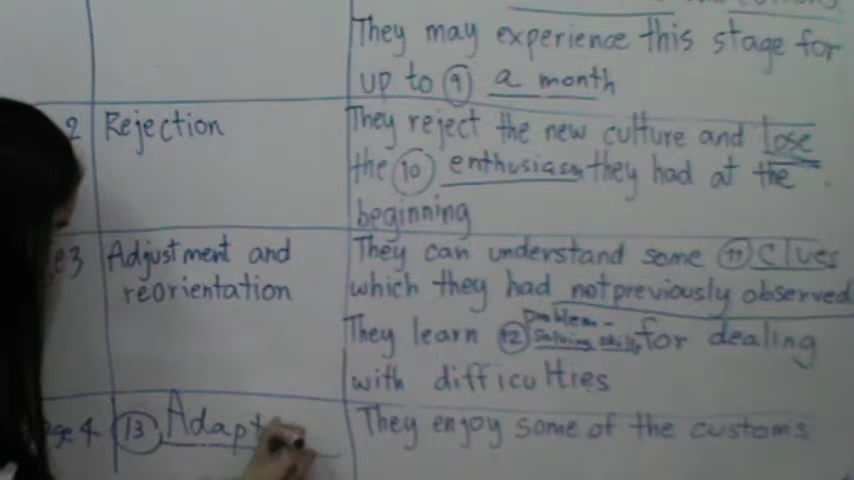 They may experience this stage for
up to 9 a month
2 Rejection
They reject the new culture and lose
the 10 enthusiasm they had at the
beginning
e3 Adjustment and
reorientation
They can understand some 11 clues
which they had not previously observed
They learn 12 problem-
solving skills for dealing
with difficulties
age 4 13 Adapt
They enjoy some of the customs